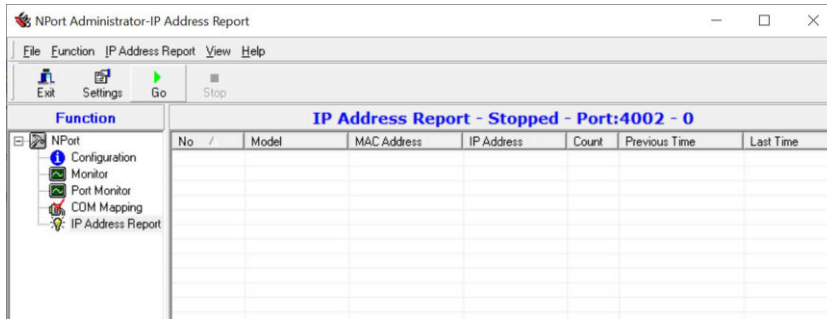 NPort Administrator-IP Address Report
File Function IP Address Report View Help
Exit Settings Go Stop
Function
IP Address Report - Stopped - Port:4002 - 0
NPort
Configuration
Monitor
Port Monitor
COM Mapping
IP Address Report
No / Model MAC Address IP Address Count Previous Time Last Time